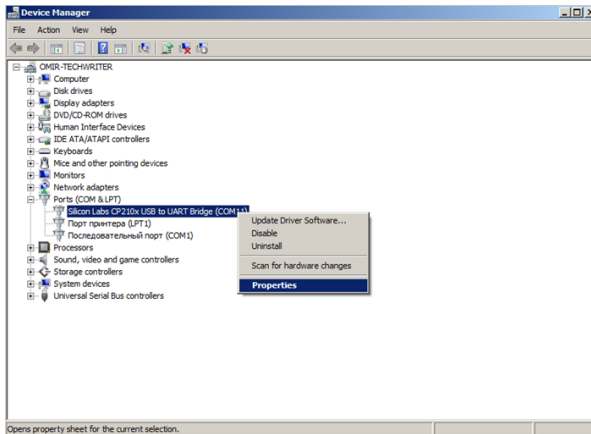 Device Manager
File Action View Help
OMIR-TECHWRITER
Computer
Disk drives
Display adapters
DVD/CD-ROM drives
Human Interface Devices
IDE ATA/ATAPI controllers
Keyboards
Mice and other pointing devices
Monitors
Network adapters
Ports (COM & LPT)
Silicon Labs CP210x USB to UART Bridge (COM11)
Порт принтера (LPT1)
Последовательный порт (COM1)
Processors
Sound, video and game controllers
Storage controllers
System devices
Universal Serial Bus controllers
Update Driver Software...
Disable
Uninstall
Scan for hardware changes
Properties
Opens property sheet for the current selection.